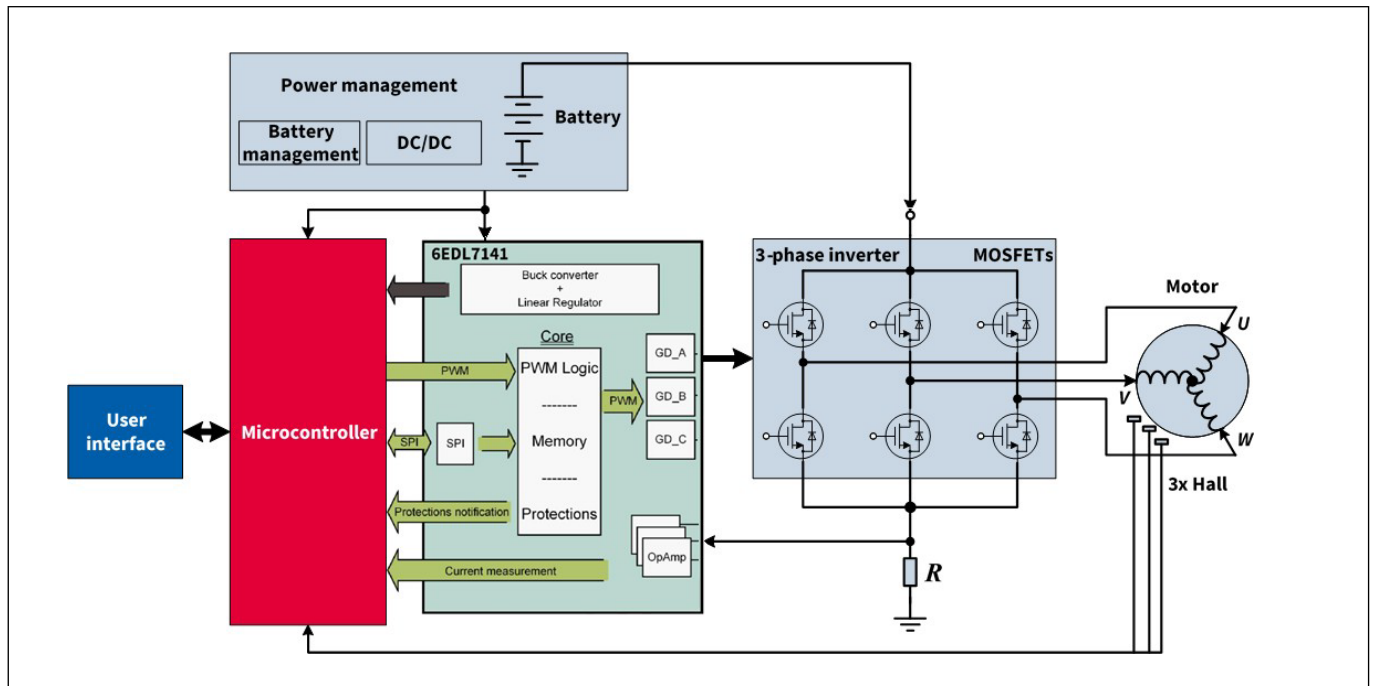 Power management
Battery
management
DC/DC
Battery
6EDL7141
Buck converter
+
Linear Regulator
Core
PWM Logic
-------
Memory
-------
Protections
GD_A
GD_B
GD_C
PWM
PWM
SPI
SPI
Protections notification
Current measurement
OpAmp
User
interface
Microcontroller
3-phase inverter
MOSFETs
Motor
U
V
W
3x Hall
R